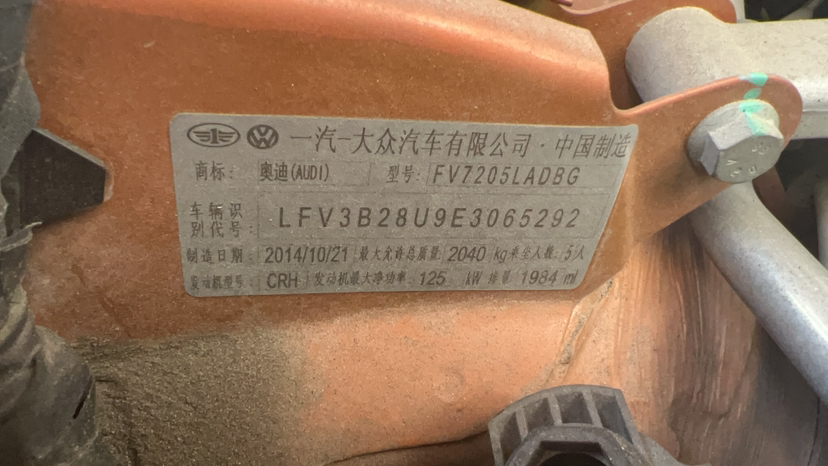 一汽-大众汽车有限公司·中国制造
商标: 奥迪(AUDI) 型号: FV7205LADBG
车辆识别代号: LFV3B28U9E3065292
制造日期: 2014/10/21 最大允许总质量: 2040 kg 乘坐人数: 5人
发动机型号: CRH 发动机最大净功率: 125 kW 排量 1984 ml